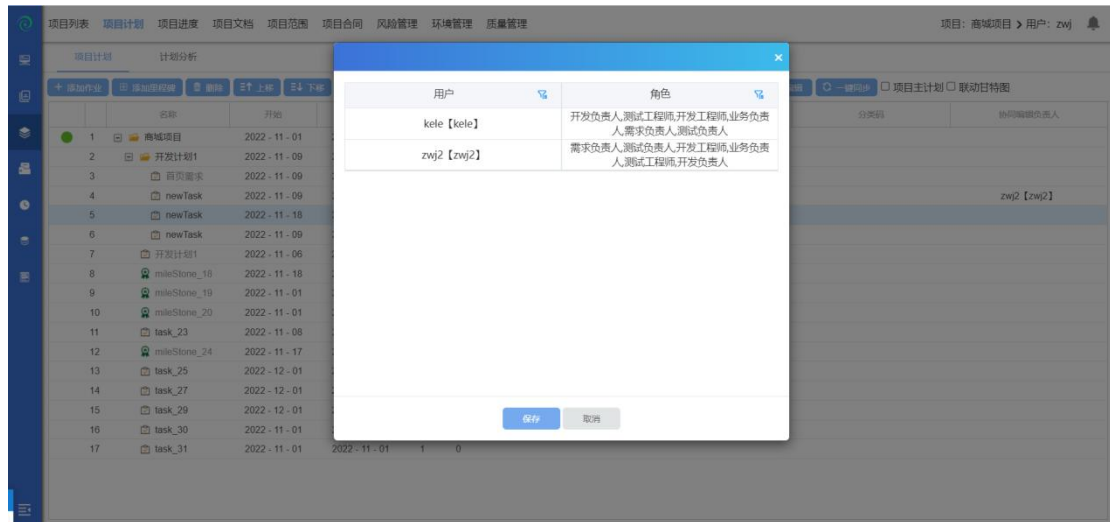 项目列表 项目计划 项目进度 项目文档 项目范围 项目合同 风险管理 环境管理 质量管理 项目：商城项目 > 用户：zwj
项目计划 计划分析
+ 添加作业 添加里程碑 删除 上移 下移 一键同步 项目主计划 联动甘特图
名称 开始 分类码 协同编辑负责人
1 商城项目 2022 - 11 - 01
2 开发计划1 2022 - 11 - 09
3 首页需求 2022 - 11 - 09
4 newTask 2022 - 11 - 09 zwj2【zwj2】
5 newTask 2022 - 11 - 18
6 newTask 2022 - 11 - 09
7 开发计划1 2022 - 11 - 06
8 mileStone_18 2022 - 11 - 18
9 mileStone_19 2022 - 11 - 01
10 mileStone_20 2022 - 11 - 01
11 task_23 2022 - 11 - 08
12 mileStone_24 2022 - 11 - 17
13 task_25 2022 - 12 - 01
14 task_27 2022 - 12 - 01
15 task_29 2022 - 12 - 01
16 task_30 2022 - 11 - 01
17 task_31 2022 - 11 - 01 2022 - 11 - 01 1 0
用户 角色
kele【kele】 开发负责人,测试工程师,开发工程师,业务负责
人,需求负责人,测试负责人
zwj2【zwj2】 需求负责人,测试负责人,开发工程师,业务负责
人,测试工程师,开发负责人
保存 取消